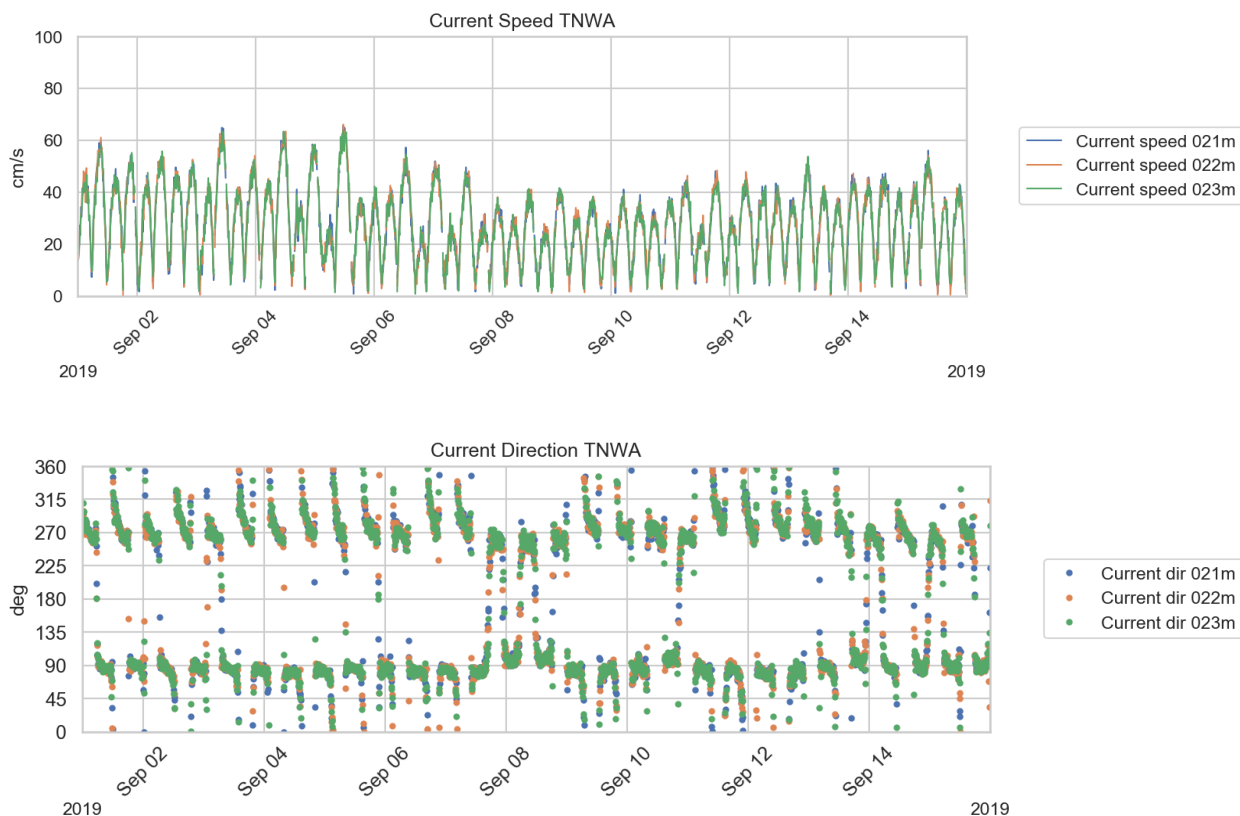 Current Speed TNWA
100
80
60
40
20
0
cm/s
Sep 02
Sep 04
Sep 06
Sep 08
Sep 10
Sep 12
Sep 14
2019
2019
Current speed 021m
Current speed 022m
Current speed 023m
Current Direction TNWA
360
315
270
225
180
135
90
45
0
deg
Sep 02
Sep 04
Sep 06
Sep 08
Sep 10
Sep 12
Sep 14
2019
2019
Current dir 021m
Current dir 022m
Current dir 023m